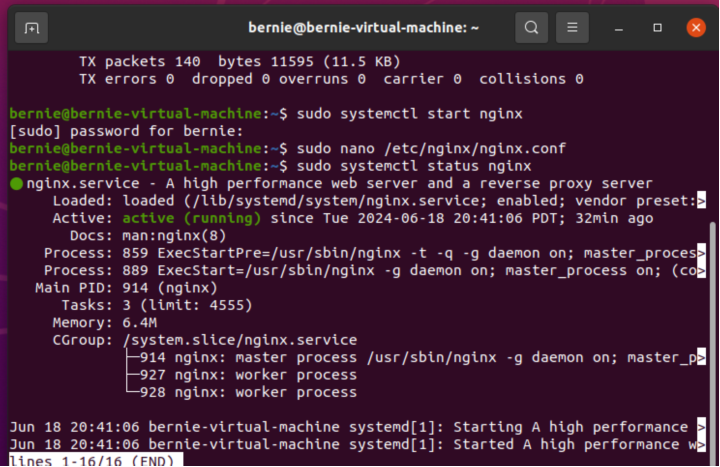 bernie@bernie-virtual-machine: ~
TX packets 140  bytes 11595 (11.5 KB)
TX errors 0  dropped 0 overruns 0  carrier 0  collisions 0
bernie@bernie-virtual-machine:~$ sudo systemctl start nginx
[sudo] password for bernie:
bernie@bernie-virtual-machine:~$ sudo nano /etc/nginx/nginx.conf
bernie@bernie-virtual-machine:~$ sudo systemctl status nginx
● nginx.service - A high performance web server and a reverse proxy server
Loaded: loaded (/lib/systemd/system/nginx.service; enabled; vendor preset:>
Active: active (running) since Tue 2024-06-18 20:41:06 PDT; 32min ago
Docs: man:nginx(8)
Process: 859 ExecStartPre=/usr/sbin/nginx -t -q -g daemon on; master_proces>
Process: 889 ExecStart=/usr/sbin/nginx -g daemon on; master_process on; (co>
Main PID: 914 (nginx)
Tasks: 3 (limit: 4555)
Memory: 6.4M
CGroup: /system.slice/nginx.service
├─914 nginx: master process /usr/sbin/nginx -g daemon on; master_p>
├─927 nginx: worker process
└─928 nginx: worker process
Jun 18 20:41:06 bernie-virtual-machine systemd[1]: Starting A high performance >
Jun 18 20:41:06 bernie-virtual-machine systemd[1]: Started A high performance w>
lines 1-16/16 (END)